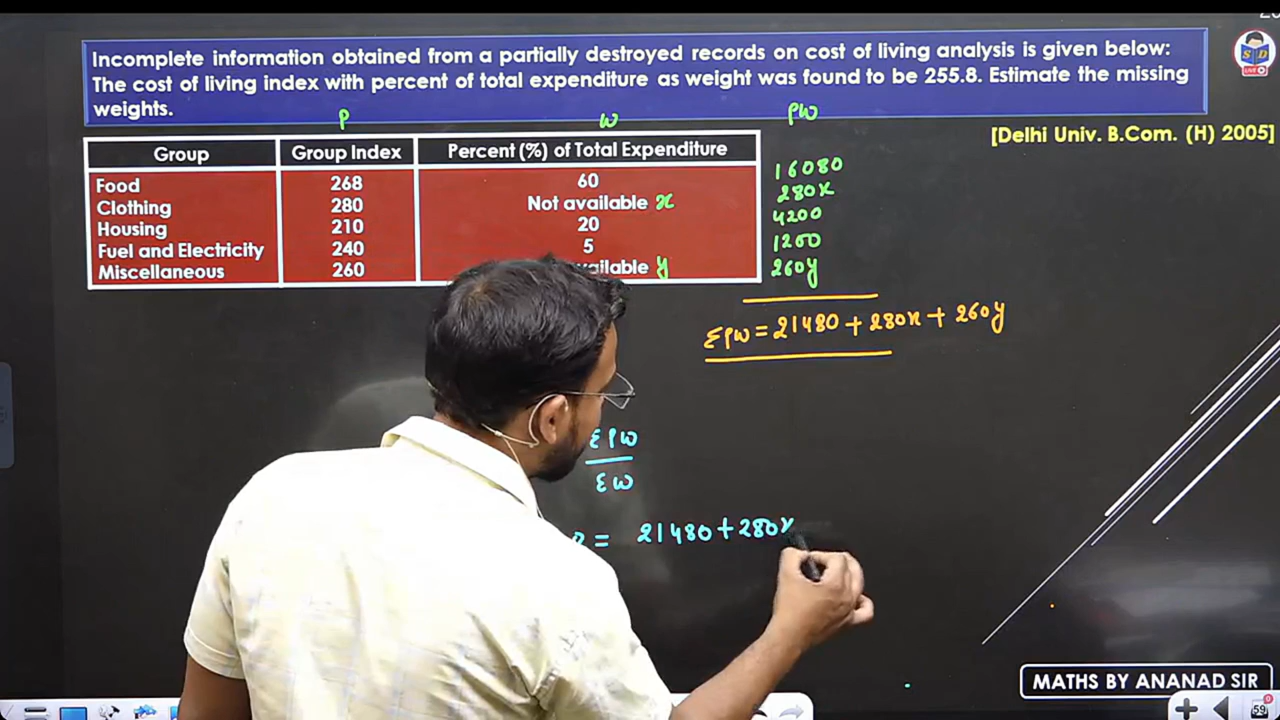 Incomplete information obtained from a partially destroyed records on cost of living analysis is given below:
The cost of living index with percent of total expenditure as weight was found to be 255.8. Estimate the missing
weights.
P W PW
[Delhi Univ. B.Com. (H) 2005]
Group Group Index Percent (%) of Total Expenditure
Food 268 60 16080
Clothing 280 Not available x 280x
Housing 210 20 4200
Fuel and Electricity 240 5 1200
Miscellaneous 260 y 260y
ΣPW = 21480 + 280x + 260y
ΣPW
ΣW
= 21480 + 280x
MATHS BY ANANAD SIR
SD
LIVE
59